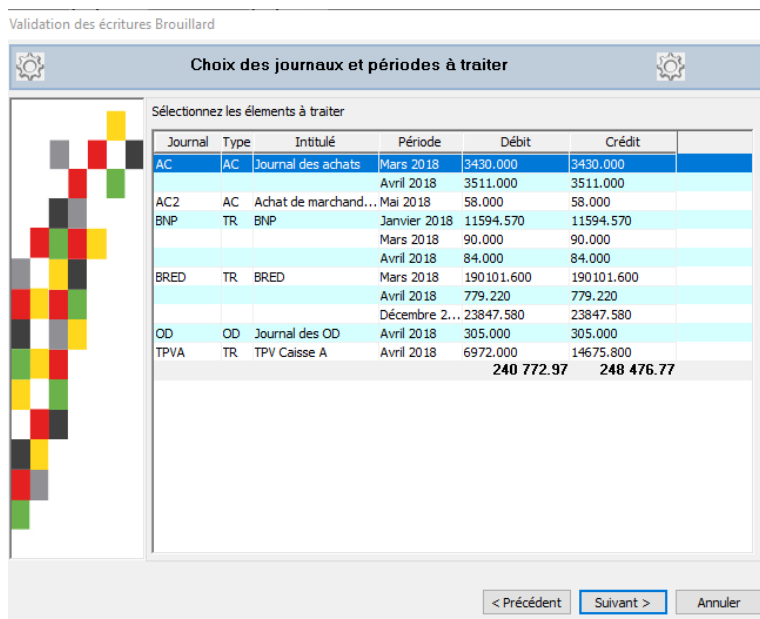 Validation des écritures Brouillard
Choix des journaux et périodes à traiter
Sélectionnez les élements à traiter
Journal Type Intitulé Période Débit Crédit
AC AC Journal des achats Mars 2018 3430.000 3430.000
Avril 2018 3511.000 3511.000
AC2 AC Achat de marchand... Mai 2018 58.000 58.000
BNP TR BNP Janvier 2018 11594.570 11594.570
Mars 2018 90.000 90.000
Avril 2018 84.000 84.000
BRED TR BRED Mars 2018 190101.600 190101.600
Avril 2018 779.220 779.220
Décembre 2... 23847.580 23847.580
OD OD Journal des OD Avril 2018 305.000 305.000
TPVA TR TPV Caisse A Avril 2018 6972.000 14675.800
240 772.97 248 476.77
< Précédent Suivant > Annuler